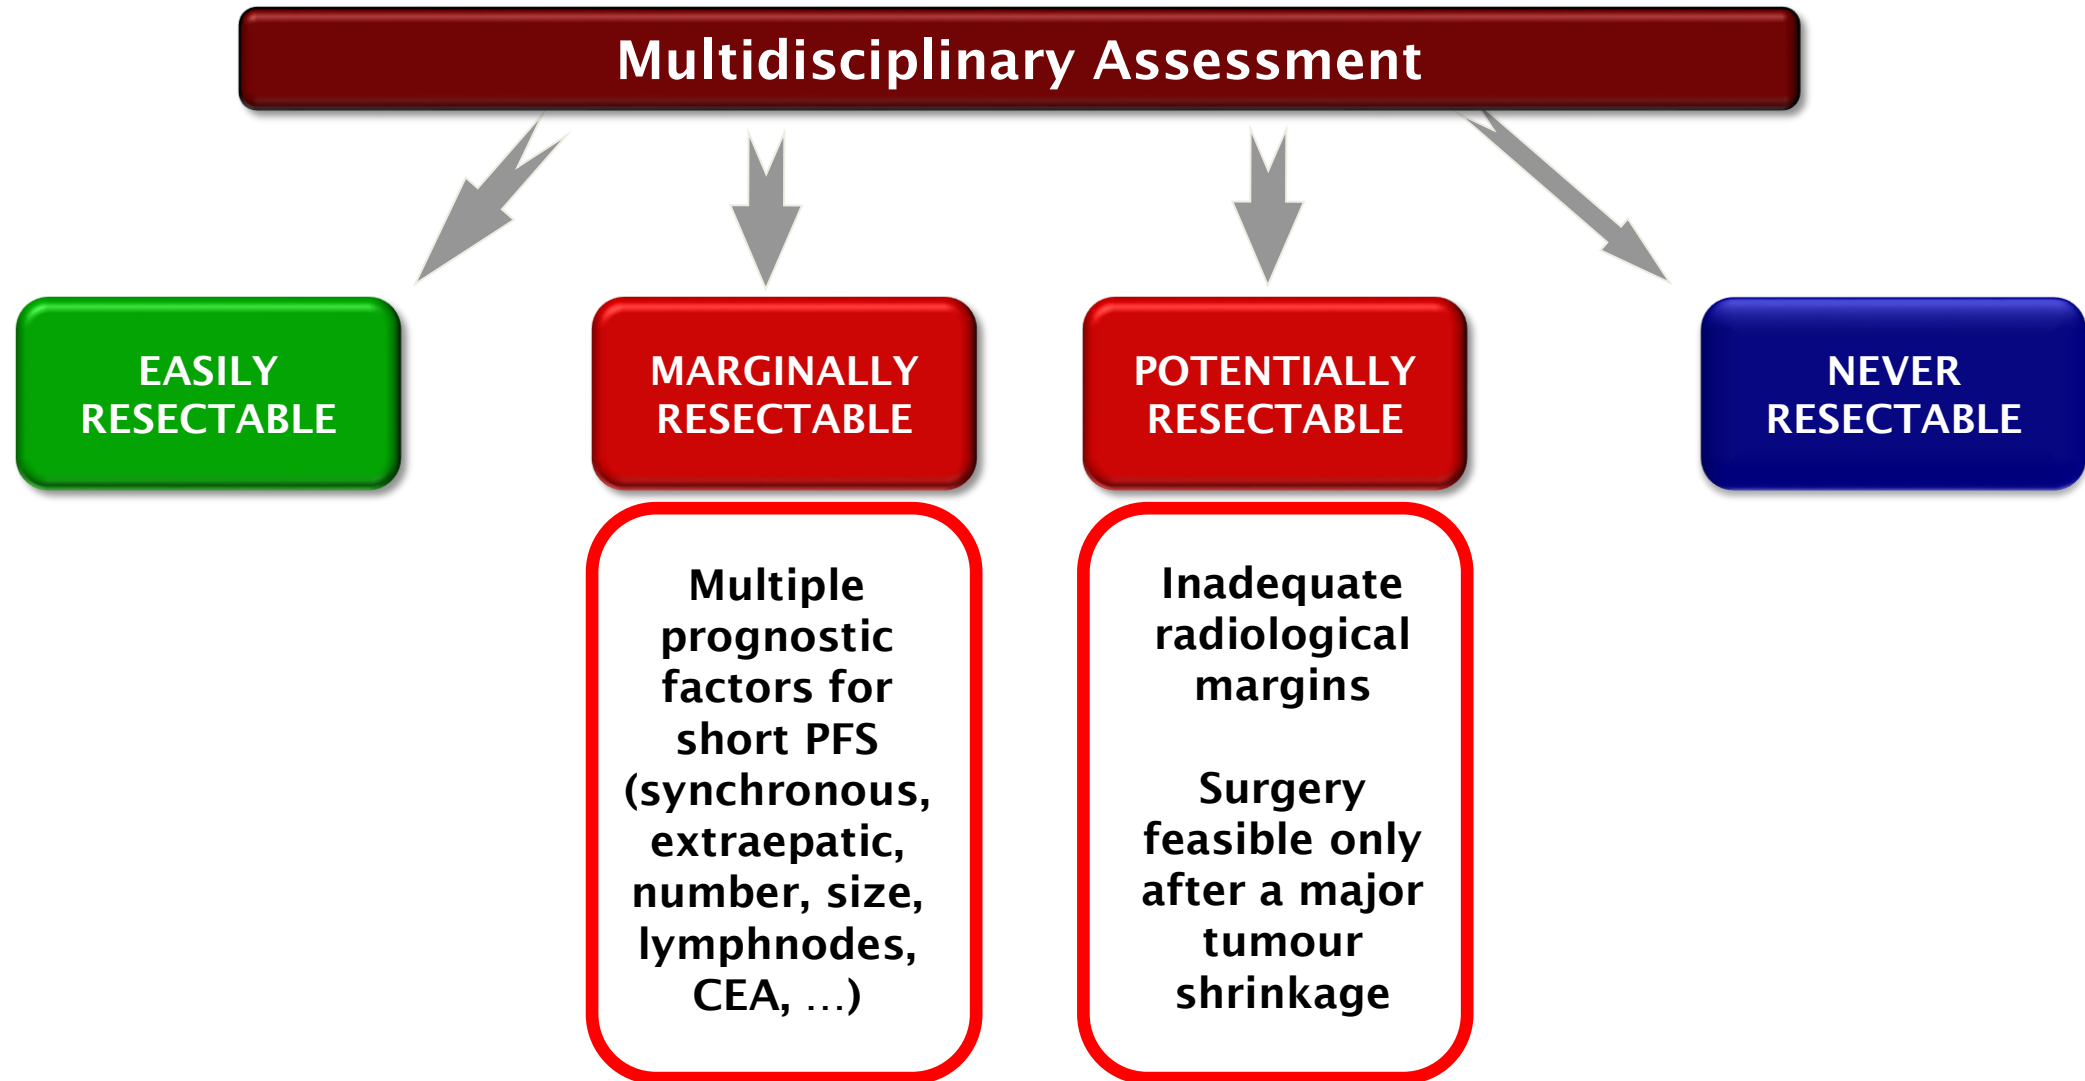 Multidisciplinary Assessment
EASILY
RESECTABLE
MARGINALLY
RESECTABLE
POTENTIALLY
RESECTABLE
NEVER
RESECTABLE
Multiple
prognostic
factors for
short PFS
(synchronous,
extraepatic,
number, size,
lymphnodes,
CEA, ...)
Inadequate
radiological
margins
Surgery
feasible only
after a major
tumour
shrinkage